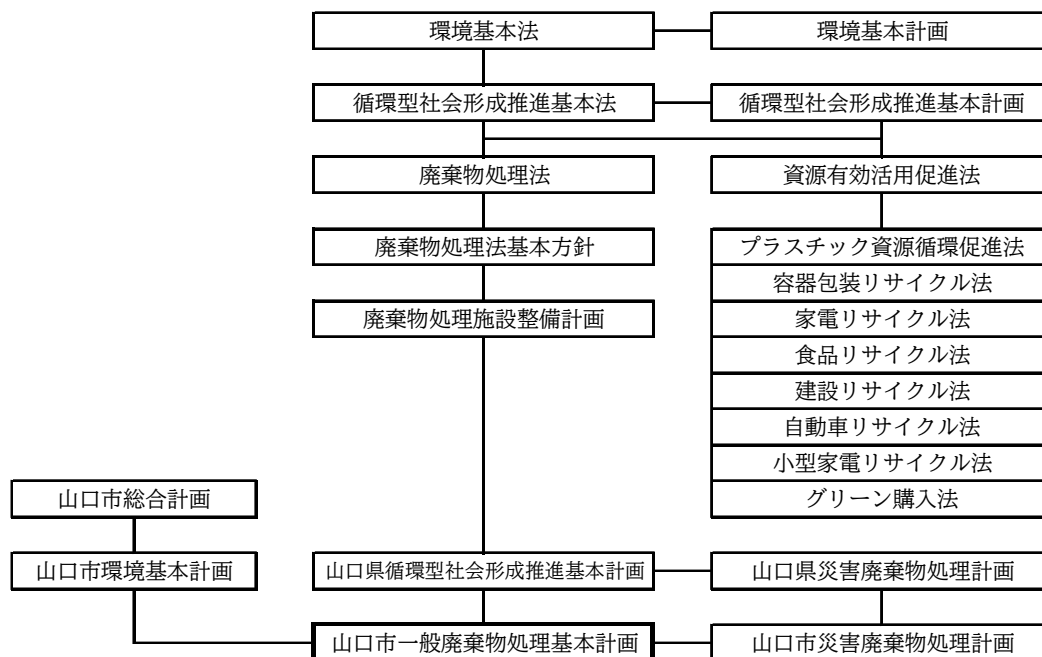 環境基本法
環境基本計画
循環型社会形成推進基本法
循環型社会形成推進基本計画
廃棄物処理法
資源有効活用促進法
廃棄物処理法基本方針
プラスチック資源循環促進法
容器包装リサイクル法
廃棄物処理施設整備計画
家電リサイクル法
食品リサイクル法
建設リサイクル法
自動車リサイクル法
小型家電リサイクル法
山口市総合計画
グリーン購入法
山口市環境基本計画
山口県循環型社会形成推進基本計画
山口県災害廃棄物処理計画
山口市一般廃棄物処理基本計画
山口市災害廃棄物処理計画